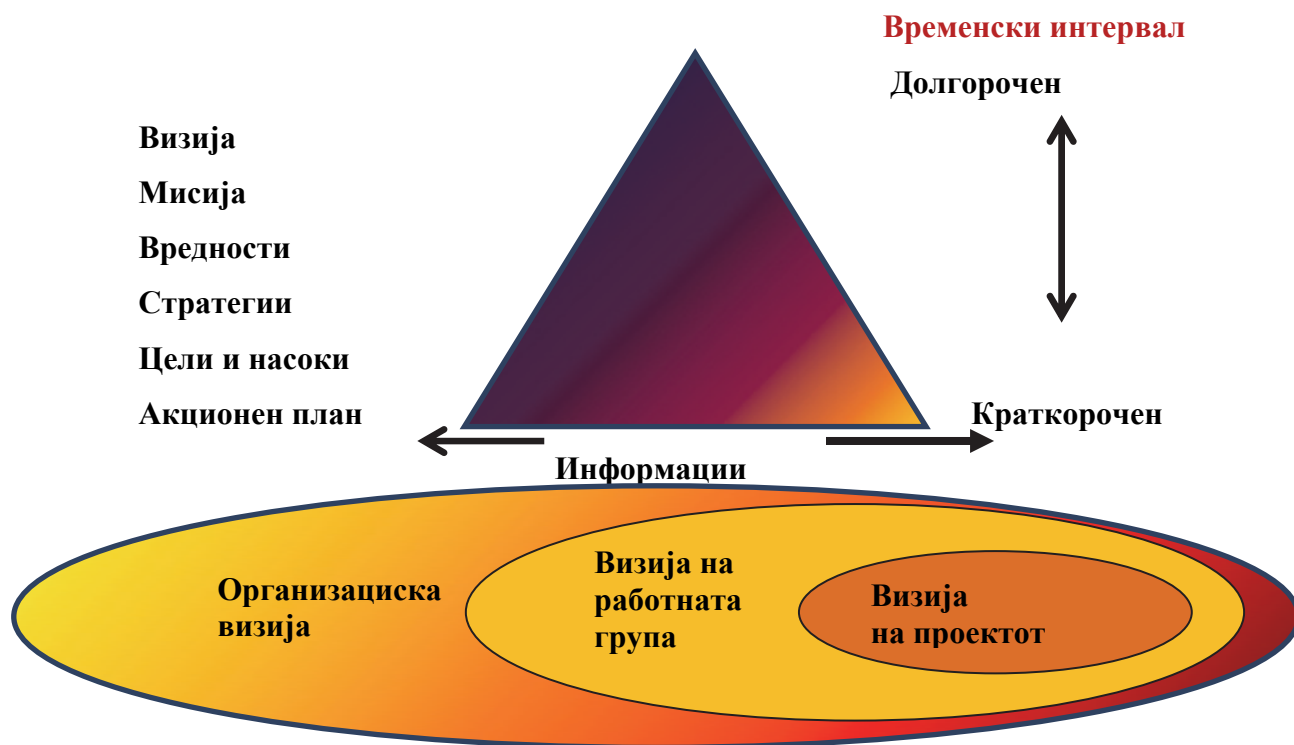 Временски интервал
Долгорочен
Визија
Мисија
Вредности
Стратегии
Цели и насоки
Акционен план
Краткорочен
Информации
Организациска
визија
Визија на
работната
група
Визија
на проектот